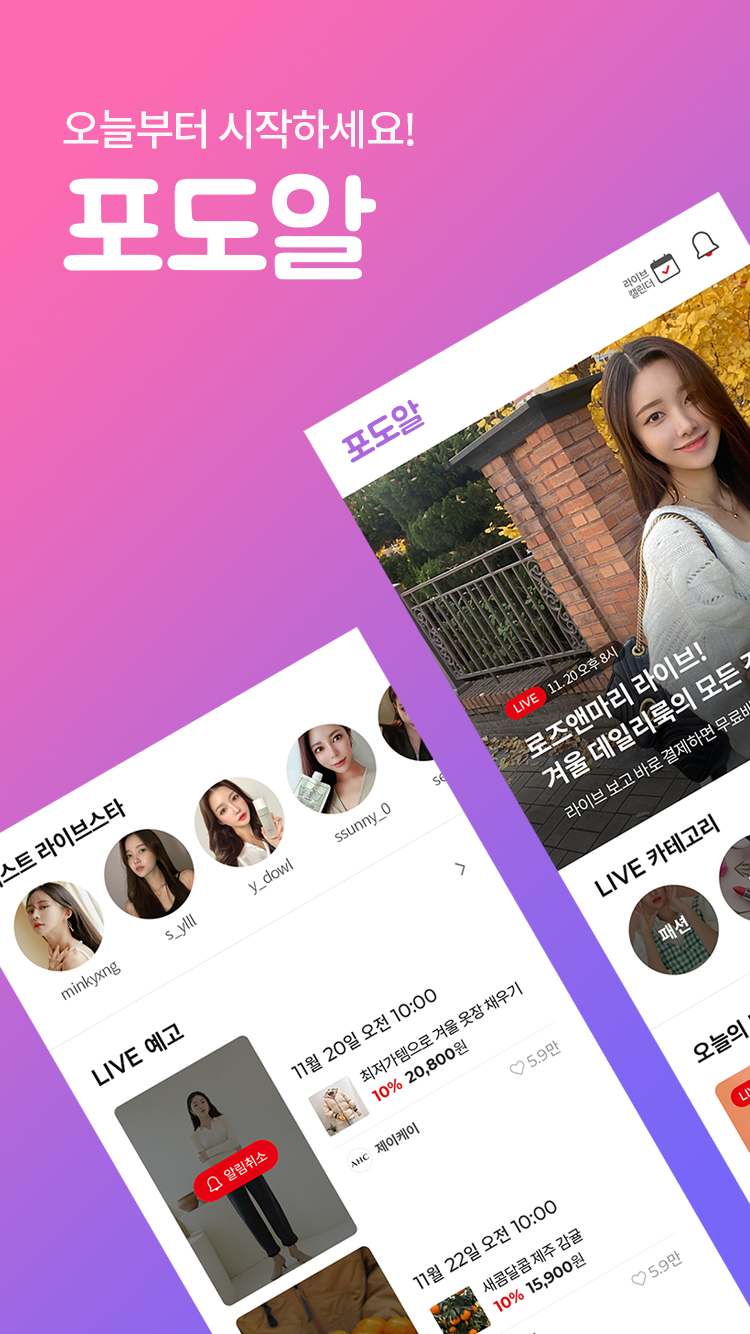 오늘부터 시작하세요!
포도알
라이브
캘린더
포도알
LIVE 11. 20 오후 8시
로즈앤마리 라이브!
겨울 데일리룩의 모든
라이브 보고 바로 결제하면 무료배
LIVE 카테고리
패션
오늘의
스트 라이브스타
minkyxng
s_ylll
y_dowl
ssunny_0
se
LIVE 예고
알림취소
11월 20일 오전 10:00
최저가템으로 겨울 옷장 채우기
10% 20,800원
5.9만
AHC 제이케이
11월 22일 오전 10:00
새콤달콤 제주 감귤
10% 15,900원
5.9만